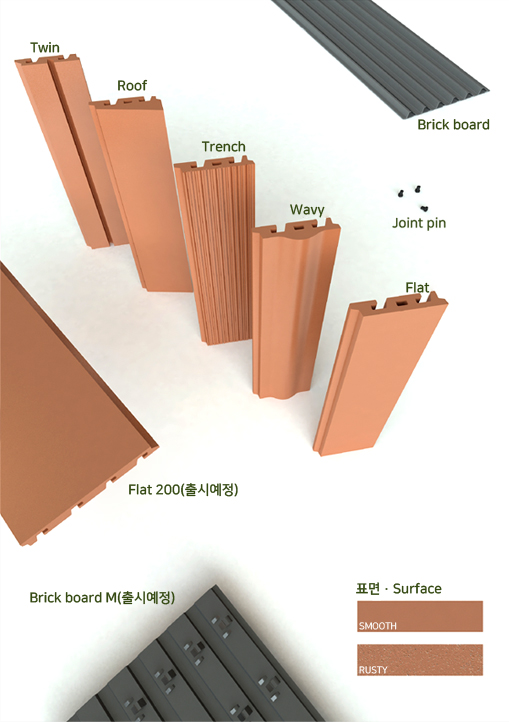 Twin
Roof
Brick board
Trench
Wavy
Joint pin
Flat
Flat 200(출시예정)
Brick board M(출시예정)
표면 · Surface
SMOOTH
RUSTY